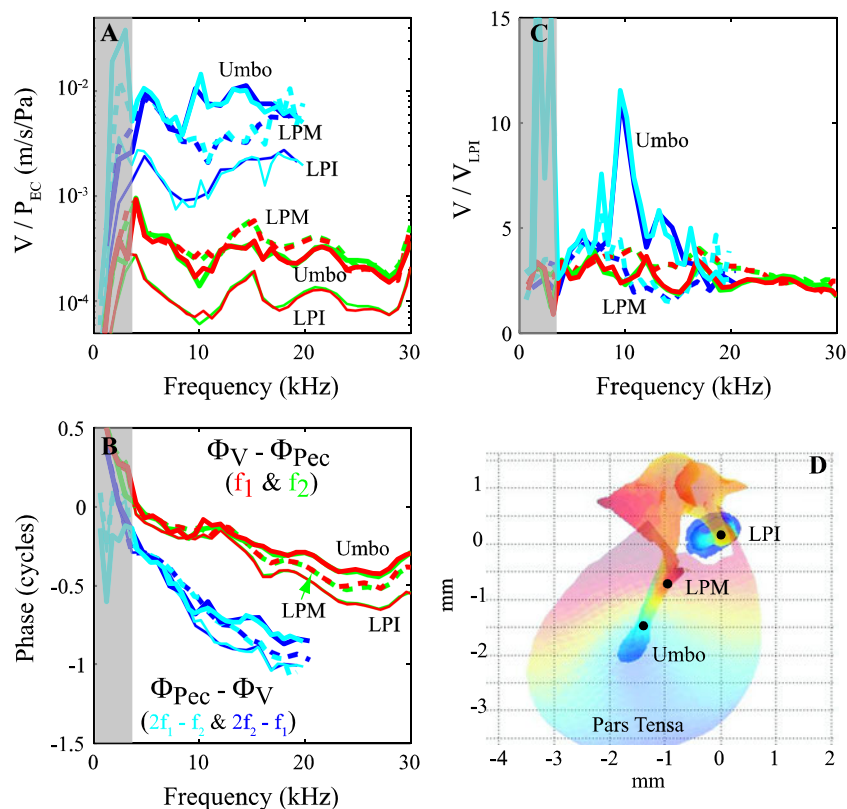 A
V / P_EC (m/s/Pa)
10⁻²
10⁻³
10⁻⁴
Umbo
LPM
LPI
LPM
Umbo
LPI
0 10 20 30
Frequency (kHz)
C
V / V_LPI
15
10
5
0
Umbo
LPM
0 10 20 30
Frequency (kHz)
B
Phase (cycles)
0.5
0
-0.5
-1
-1.5
Φ_V - Φ_Pec
(f₁ & f₂)
Umbo
LPM
LPI
Φ_Pec - Φ_V
(2f₁ - f₂ & 2f₂ - f₁)
0 10 20 30
Frequency (kHz)
D
mm
1
0
-1
-2
-3
LPI
LPM
Umbo
Pars Tensa
-4 -3 -2 -1 0 1 2
mm